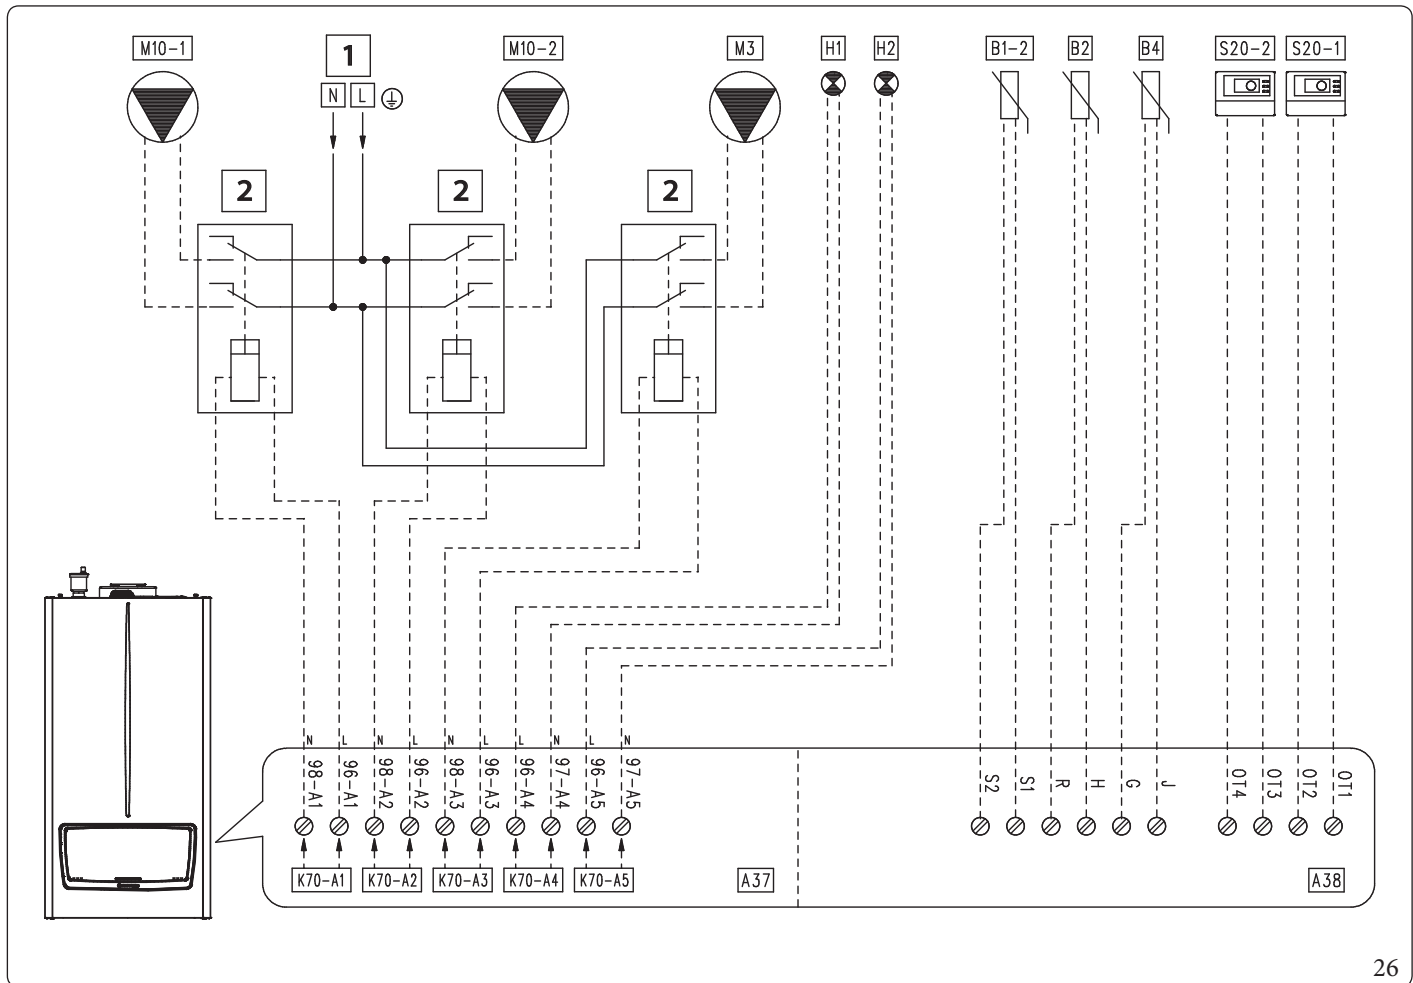 M10-1 1 M10-2 M3 H1 H2 B1-2 B2 B4 S20-2 S20-1
N L
2 2 2
N L N L N L L N L N
98-A1 96-A1 98-A2 96-A2 98-A3 96-A3 96-A4 97-A4 96-A5 97-A5 S2 S1 R H G J OT4 OT3 OT2 OT1
K70-A1 K70-A2 K70-A3 K70-A4 K70-A5 A37 A38
26